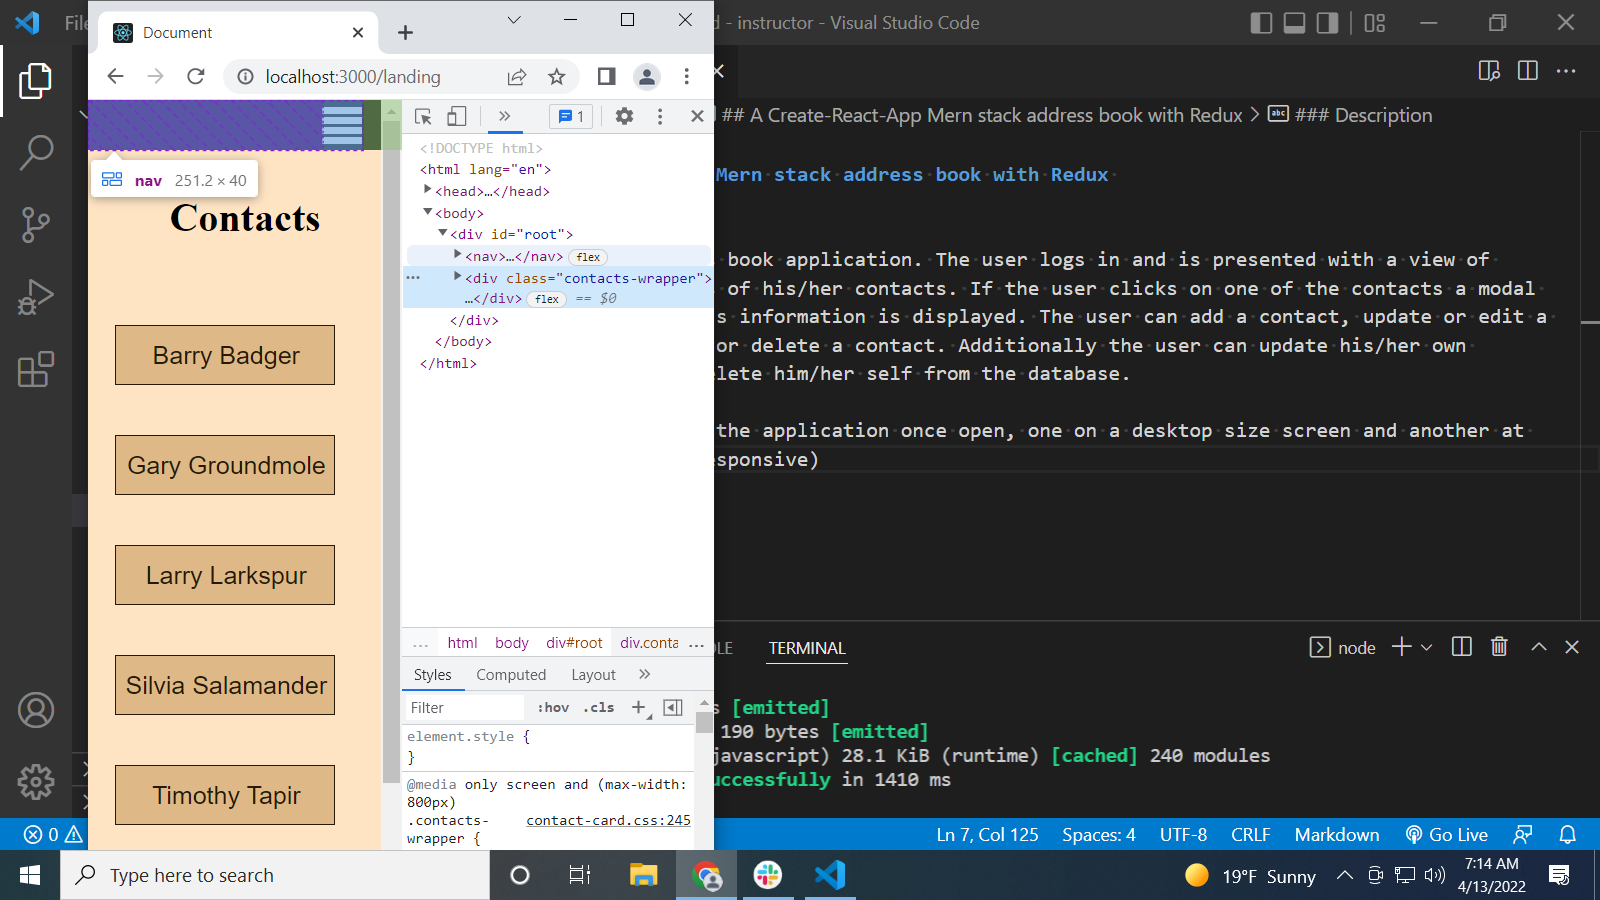 File
Document
d - instructor - Visual Studio Code
localhost:3000/landing
1
nav 251.2 × 40
Contacts
Barry Badger
Gary Groundmole
Larry Larkspur
Silvia Salamander
Timothy Tapir
<!DOCTYPE html>
<html lang="en">
<head>…</head>
<body>
<div id="root">
<nav>…</nav> flex
<div class="contacts-wrapper">
…</div> flex == $0
</div>
</body>
</html>
... html body div#root div.conta ...
Styles Computed Layout
Filter :hov .cls
element.style {
}
@media only screen and (max-width:
800px)
.contacts- contact-card.css:245
wrapper {
## A Create-React-App Mern stack address book with Redux > ### Description
Mern stack address book with Redux
book application. The user logs in and is presented with a view of
of his/her contacts. If the user clicks on one of the contacts a modal
s information is displayed. The user can add a contact, update or edit a
or delete a contact. Additionally the user can update his/her own
lete him/her self from the database.
the application once open, one on a desktop size screen and another at
sponsive)
LE TERMINAL node
s [emitted]
190 bytes [emitted]
javascript) 28.1 KiB (runtime) [cached] 240 modules
uccessfully in 1410 ms
0 Ln 7, Col 125 Spaces: 4 UTF-8 CRLF Markdown Go Live
Type here to search
19°F Sunny
7:14 AM
4/13/2022